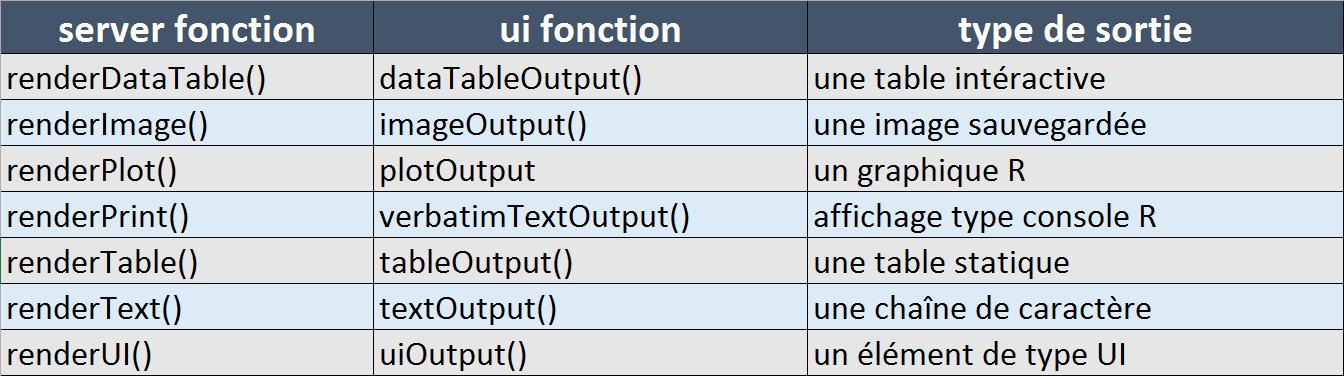 server fonction ui fonction type de sortie
renderDataTable() dataTableOutput() une table intéractive
renderImage() imageOutput() une image sauvegardée
renderPlot() plotOutput un graphique R
renderPrint() verbatimTextOutput() affichage type console R
renderTable() tableOutput() une table statique
renderText() textOutput() une chaîne de caractère
renderUI() uiOutput() un élément de type UI